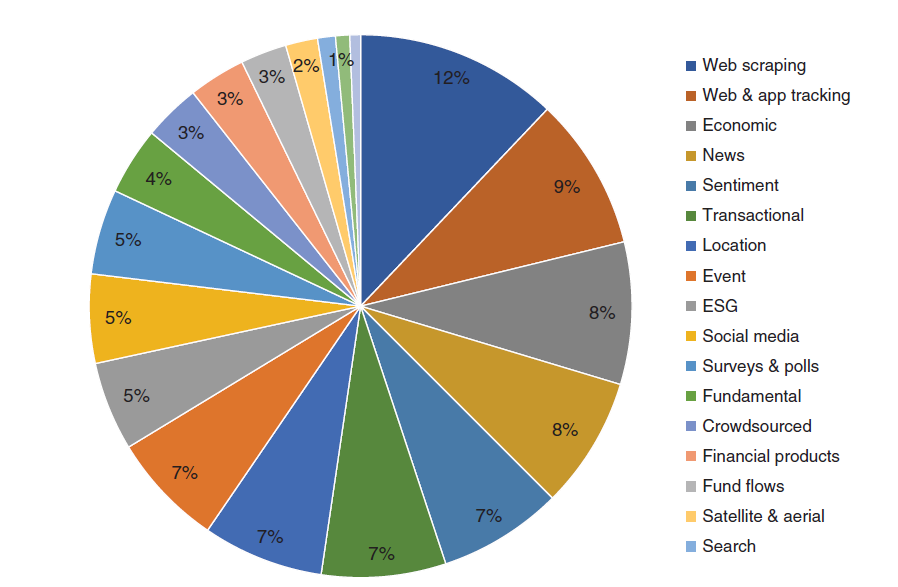 12%
9%
8%
8%
7%
7%
7%
7%
5%
5%
5%
4%
3%
3%
3%
2%
1%
Web scraping
Web & app tracking
Economic
News
Sentiment
Transactional
Location
Event
ESG
Social media
Surveys & polls
Fundamental
Crowdsourced
Financial products
Fund flows
Satellite & aerial
Search